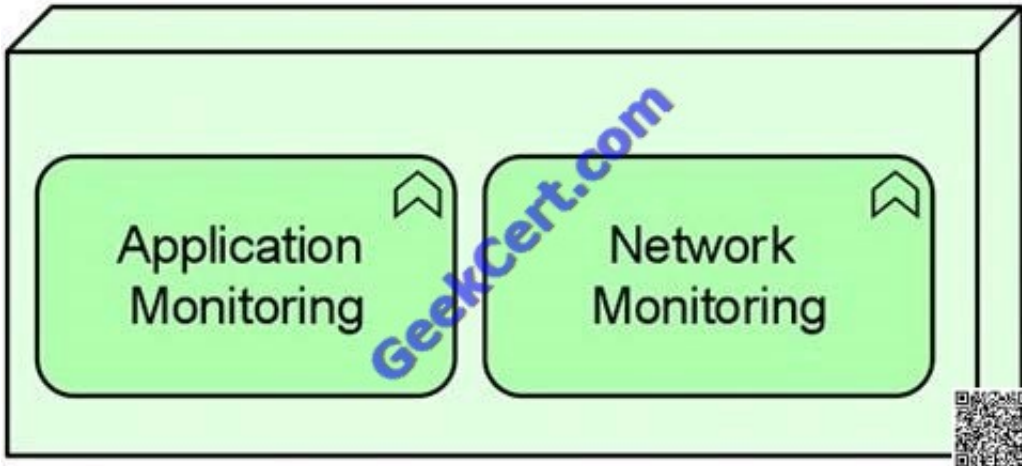 Application
Monitoring
Network
Monitoring
GeekCert.com